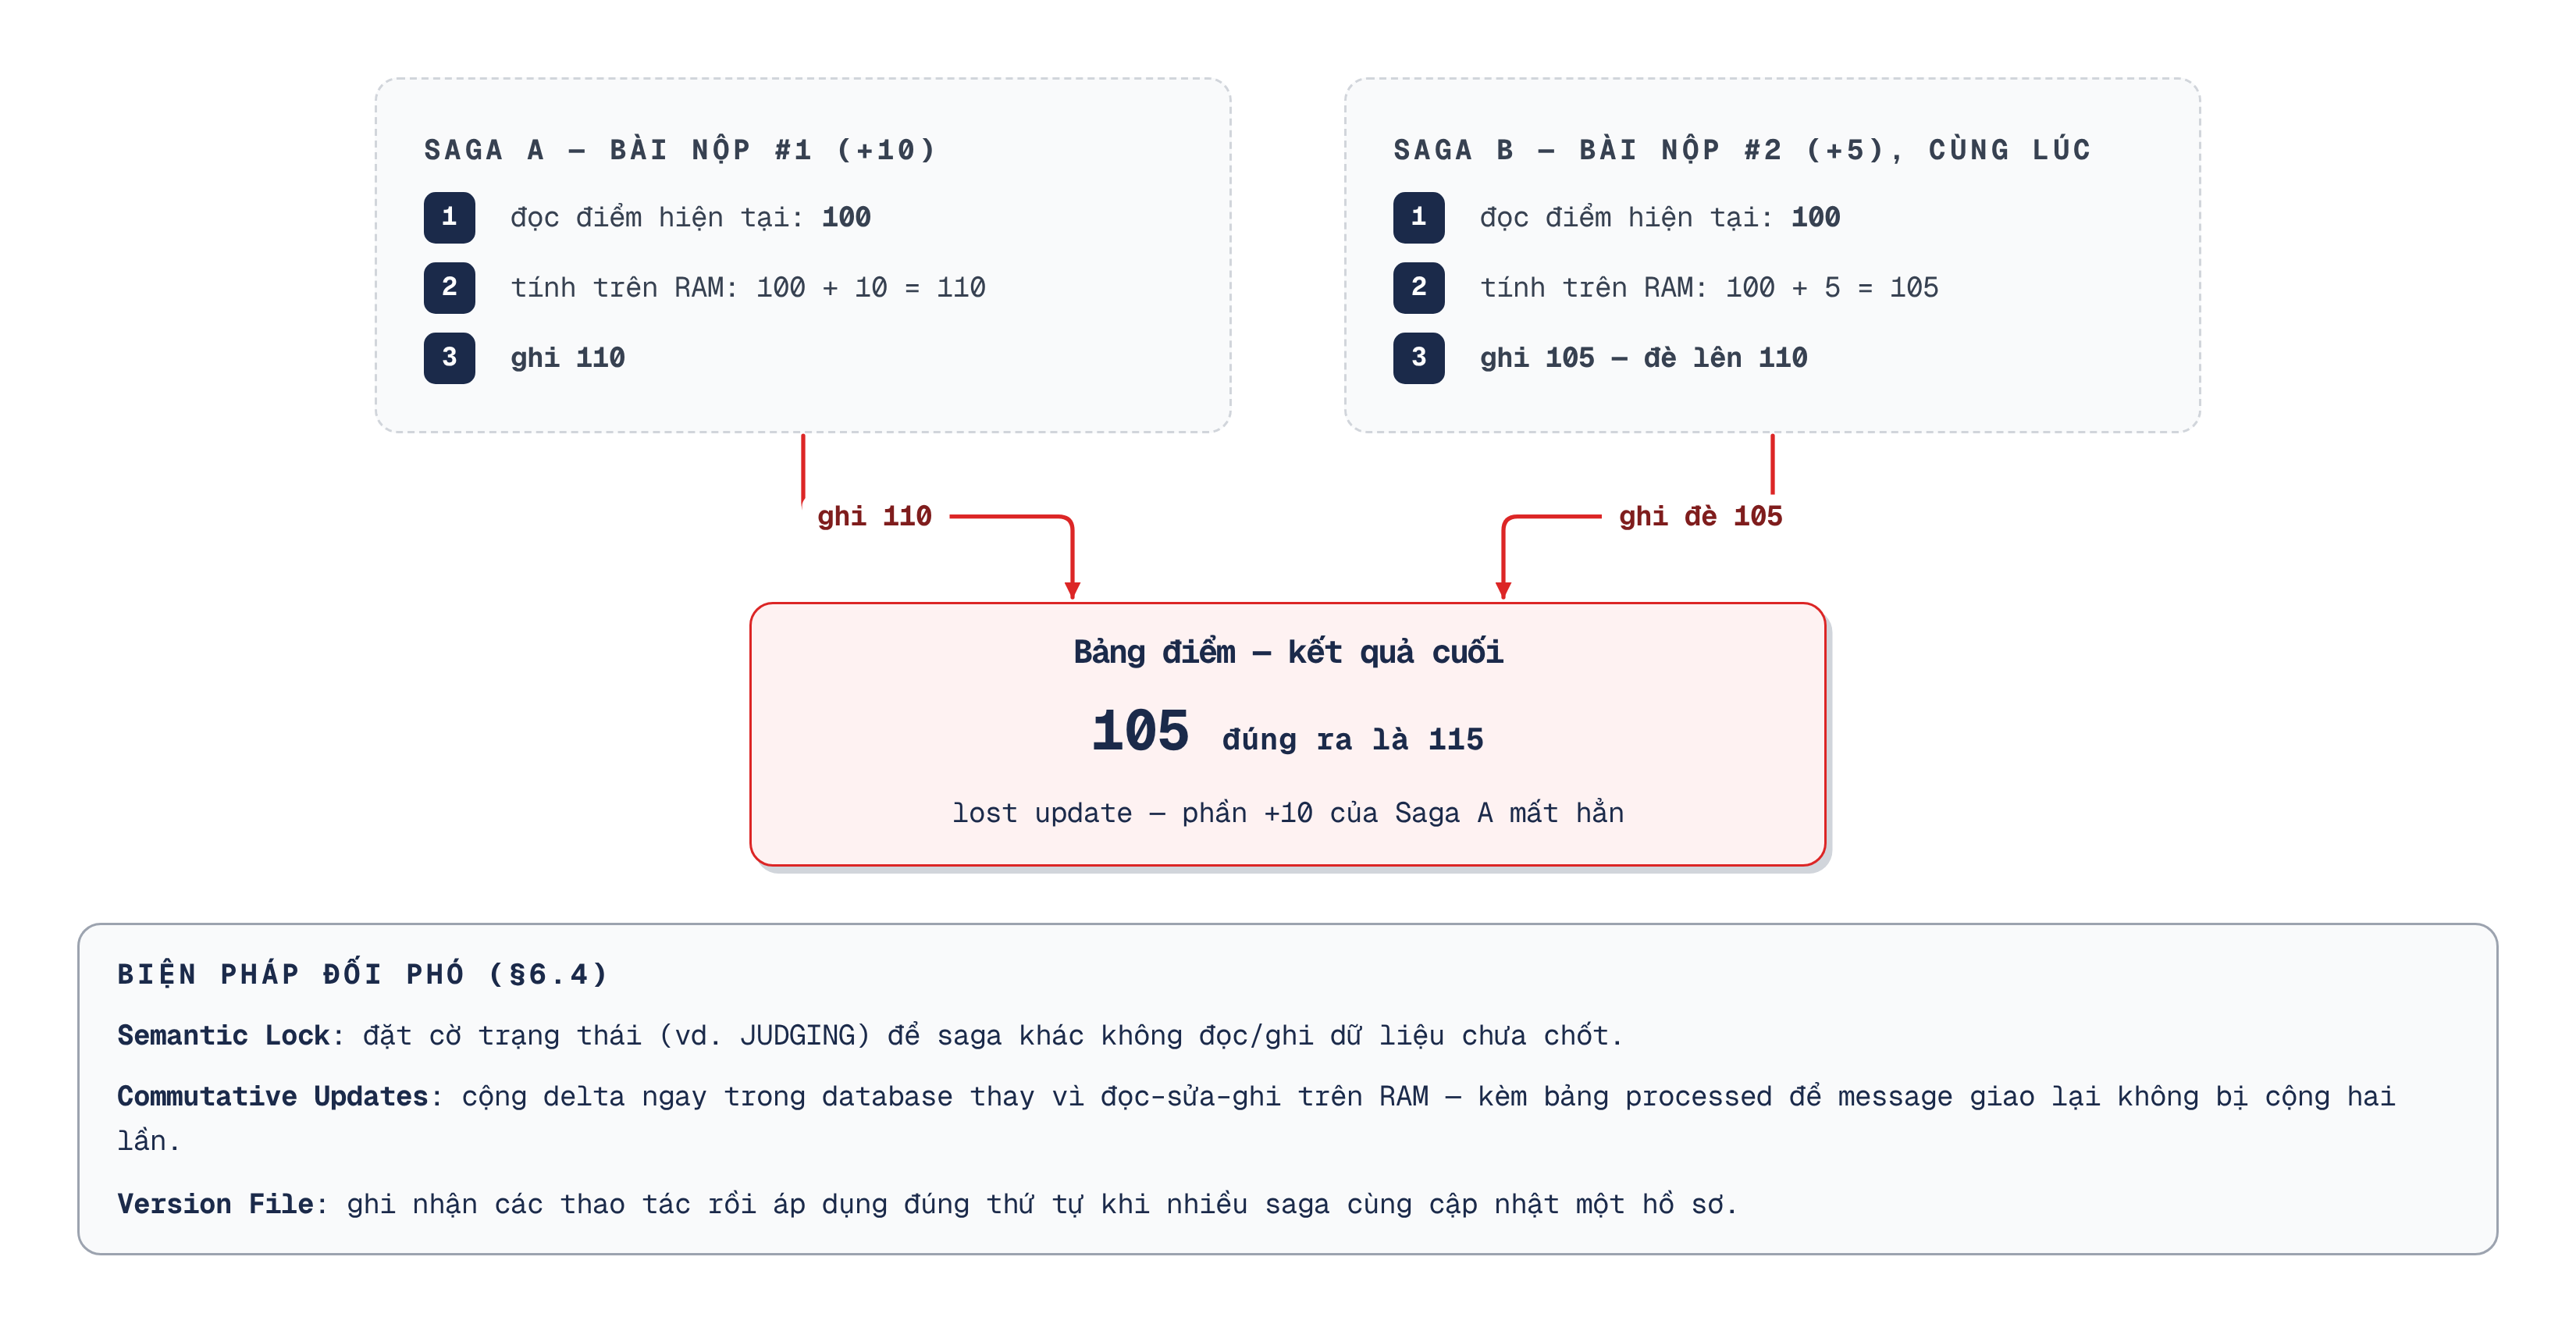 SAGA A — BÀI NỘP #1 (+10)
1 đọc điểm hiện tại: 100
2 tính trên RAM: 100 + 10 = 110
3 ghi 110
SAGA B — BÀI NỘP #2 (+5), CÙNG LÚC
1 đọc điểm hiện tại: 100
2 tính trên RAM: 100 + 5 = 105
3 ghi 105 — đè lên 110
ghi 110
ghi đè 105
Bảng điểm — kết quả cuối
105 đúng ra là 115
lost update — phần +10 của Saga A mất hẳn
BIỆN PHÁP ĐỐI PHÓ (§6.4)
Semantic Lock: đặt cờ trạng thái (vd. JUDGING) để saga khác không đọc/ghi dữ liệu chưa chốt.
Commutative Updates: cộng delta ngay trong database thay vì đọc-sửa-ghi trên RAM — kèm bảng processed để message giao lại không bị cộng hai
lần.
Version File: ghi nhận các thao tác rồi áp dụng đúng thứ tự khi nhiều saga cùng cập nhật một hồ sơ.